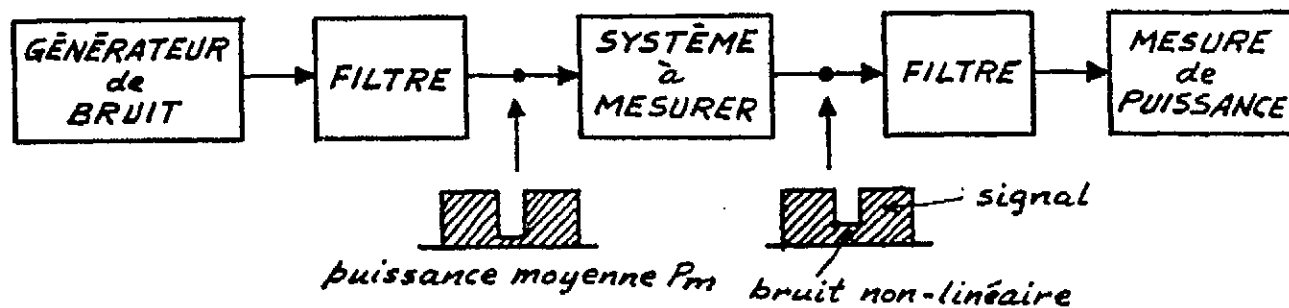 GÉNÉRATEUR
de
BRUIT
FILTRE
SYSTÈME
à
MESURER
FILTRE
MESURE
de
PUISSANCE
signal
puissance moyenne Pm
bruit non-linéaire